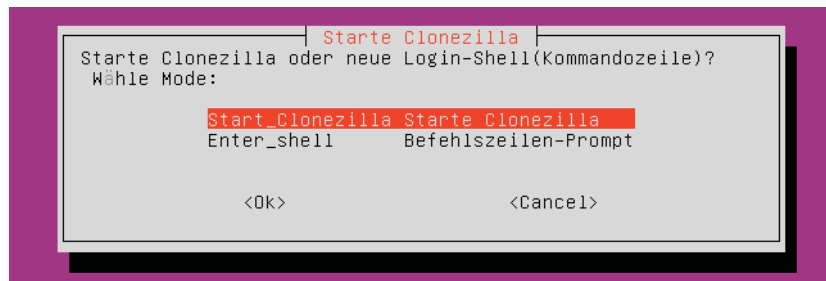 Starte Clonezilla
Starte Clonezilla oder neue Login-Shell(Kommandozeile)?
Wähle Mode:
Start_Clonezilla Starte Clonezilla
Enter_shell Befehlszeilen-Prompt
<Ok> <Cancel>